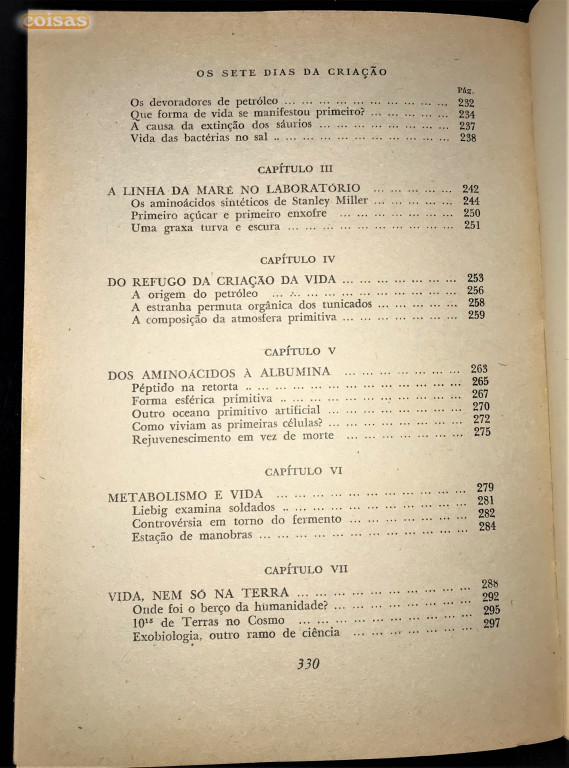 coisas
OS SETE DIAS DA CRIAÇÃO
Pág.
Os devoradores de petróleo ... ... ... ... ... ... ... ... ... ... 232
Que forma de vida se manifestou primeiro? ... ... ... ... ... 234
A causa da extinção dos sáurios ... ... ... ... ... ... ... ... 237
Vida das bactérias no sal .. ... ... ... ... ... ... ... ... ... ... 238
CAPÍTULO III
A LINHA DA MARÉ NO LABORATÓRIO ... ... ... ... ... 242
Os aminoácidos sintéticos de Stanley Miller ... ... ... ... ... 244
Primeiro açúcar e primeiro enxofre ... ... ... ... ... ... ... 250
Uma graxa turva e escura ... ... ... ... ... ... ... ... ... ... 251
CAPÍTULO IV
DO REFUGO DA CRIAÇÃO DA VIDA ... ... ... ... ... ... ... 253
A origem do petróleo ... ... ... ... ... ... ... ... ... ... ... 256
A estranha permuta orgânica dos tunicados ... ... ... ... ... 258
A composição da atmosfera primitiva ... ... ... ... ... ... ... 259
CAPÍTULO V
DOS AMINOÁCIDOS À ALBUMINA ... ... ... ... ... ... ... 263
Péptido na retorta .. ... ... ... ... ... ... ... ... ... ... ... ... 265
Forma esférica primitiva .. ... ... ... ... ... ... ... ... ... ... 267
Outro oceano primitivo artificial ... ... ... ... ... ... ... ... 270
Como viviam as primeiras células? ... ... ... ... ... ... ... ... 272
Rejuvenescimento em vez de morte ... ... ... ... ... ... ... 275
CAPÍTULO VI
METABOLISMO E VIDA ... ... ... ... ... ... ... ... ... ... 279
Liebig examina soldados .. ... ... ... ... ... ... ... ... ... ... 281
Controvérsia em torno do fermento ... ... ... ... ... ... ... 282
Estação de manobras ... ... ... ... ... ... ... ... ... ... ... ... 284
CAPÍTULO VII
VIDA, NEM SÓ NA TERRA ... ... ... ... ... ... ... ... ... 288
Onde foi o berço da humanidade? ... ... ... ... ... ... ... ... 292
10¹⁸ de Terras no Cosmo ... ... ... ... ... ... ... ... ... ... 295
Exobiologia, outro ramo de ciência ... ... ... ... ... ... ... 297
330